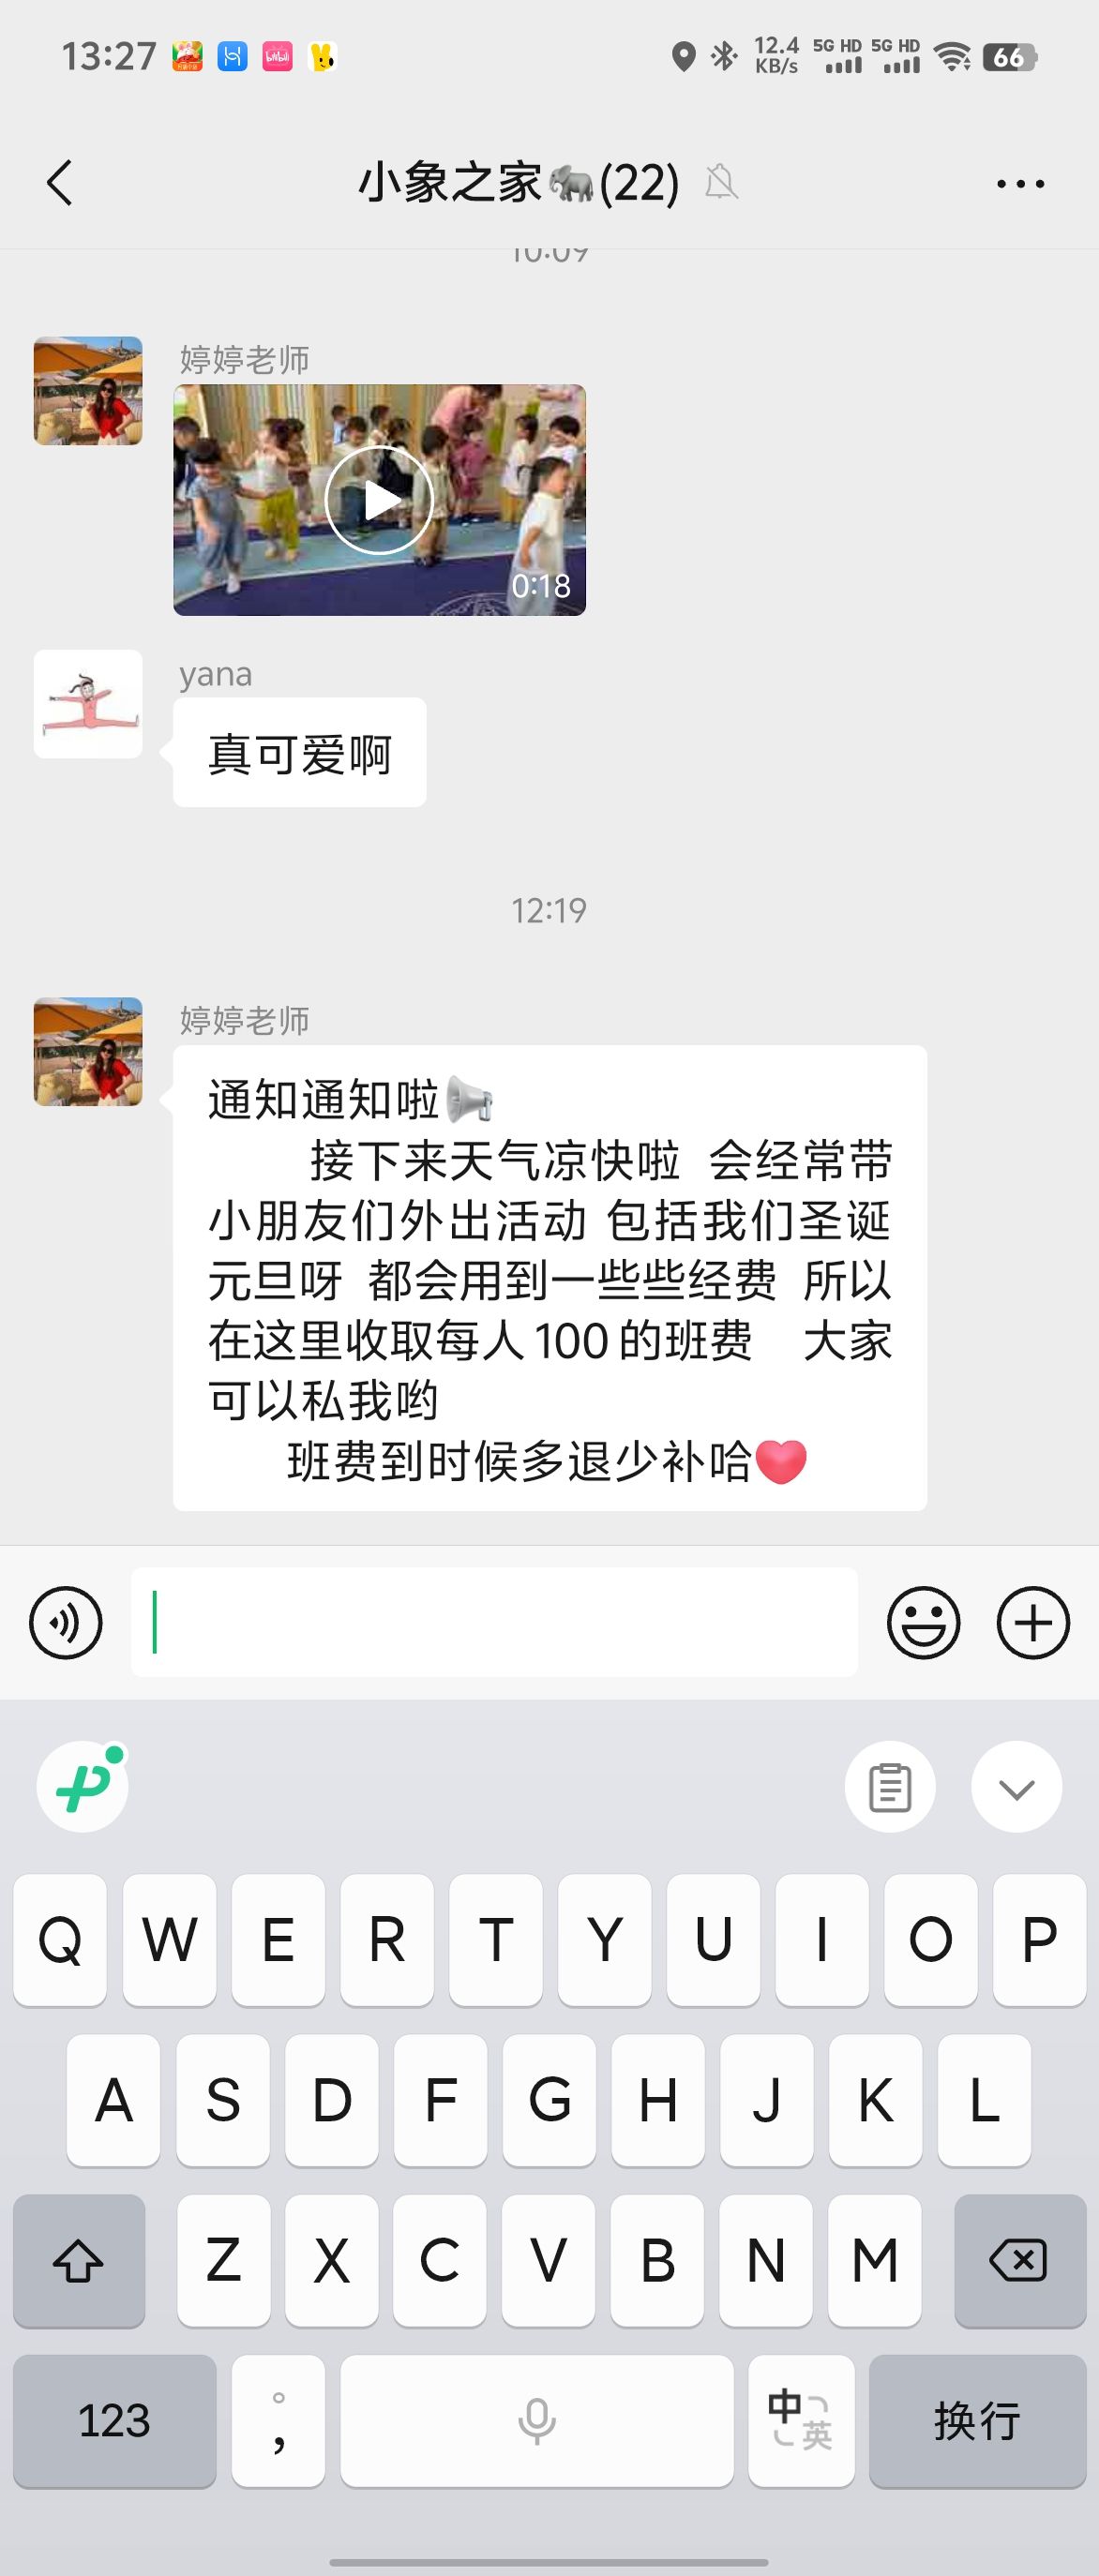 13:27
12.4 KB/s
5G HD 5G HD
66
小象之家🐘(22)
10:09
婷婷老师
0:18
yana
真可爱啊
12:19
婷婷老师
通知通知啦📢
接下来天气凉快啦 会经常带
小朋友们外出活动 包括我们圣诞
元旦呀 都会用到一些些经费 所以
在这里收取每人100的班费 大家
可以私我哟
班费到时候多退少补哈❤
Q W E R T Y U I O P
A S D F G H J K L
Z X C V B N M
123 。 , 中 英 换行